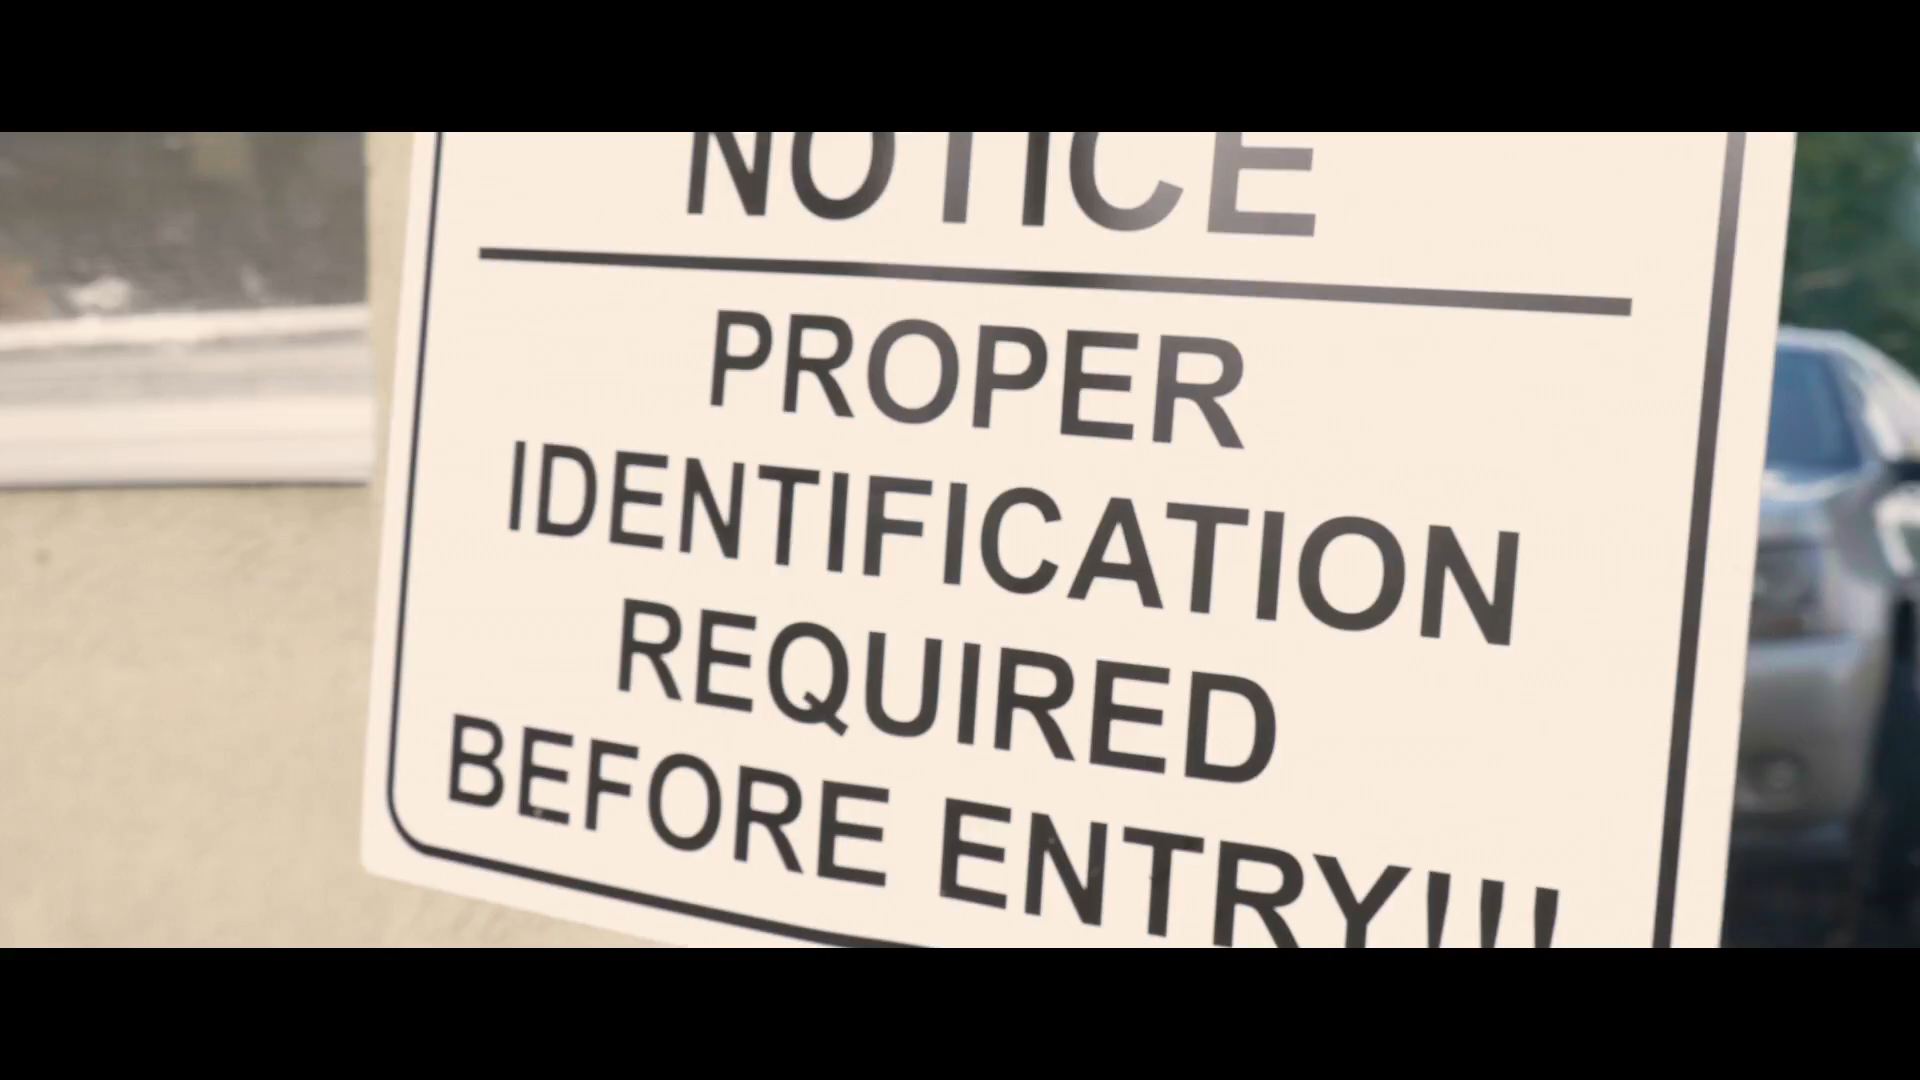 NOTICE
PROPER
IDENTIFICATION
REQUIRED
BEFORE ENTRY!!!